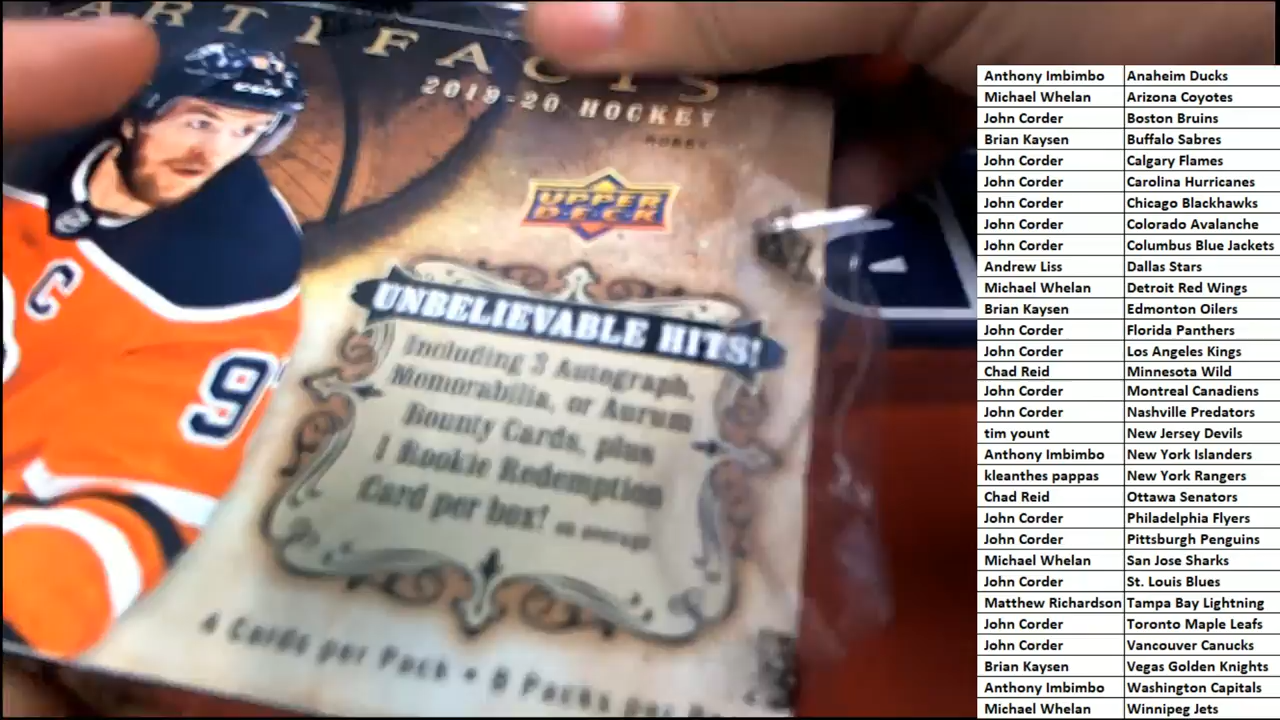 ARTIFACTS
2019-20 HOCKEY
HOBBY
UPPER
DECK
UNBELIEVABLE HITS!
Including 3 Autograph,
Memorabilia, or Aurum
Bounty Cards, plus
1 Rookie Redemption
Card per box! on average
4 Cards per Pack • 8 Packs per
C
9
CCM
Anthony Imbimbo Anaheim Ducks
Michael Whelan Arizona Coyotes
John Corder Boston Bruins
Brian Kaysen Buffalo Sabres
John Corder Calgary Flames
John Corder Carolina Hurricanes
John Corder Chicago Blackhawks
John Corder Colorado Avalanche
John Corder Columbus Blue Jackets
Andrew Liss Dallas Stars
Michael Whelan Detroit Red Wings
Brian Kaysen Edmonton Oilers
John Corder Florida Panthers
John Corder Los Angeles Kings
Chad Reid Minnesota Wild
John Corder Montreal Canadiens
John Corder Nashville Predators
tim yount New Jersey Devils
Anthony Imbimbo New York Islanders
kleanthes pappas New York Rangers
Chad Reid Ottawa Senators
John Corder Philadelphia Flyers
John Corder Pittsburgh Penguins
Michael Whelan San Jose Sharks
John Corder St. Louis Blues
Matthew Richardson Tampa Bay Lightning
John Corder Toronto Maple Leafs
John Corder Vancouver Canucks
Brian Kaysen Vegas Golden Knights
Anthony Imbimbo Washington Capitals
Michael Whelan Winnipeg Jets